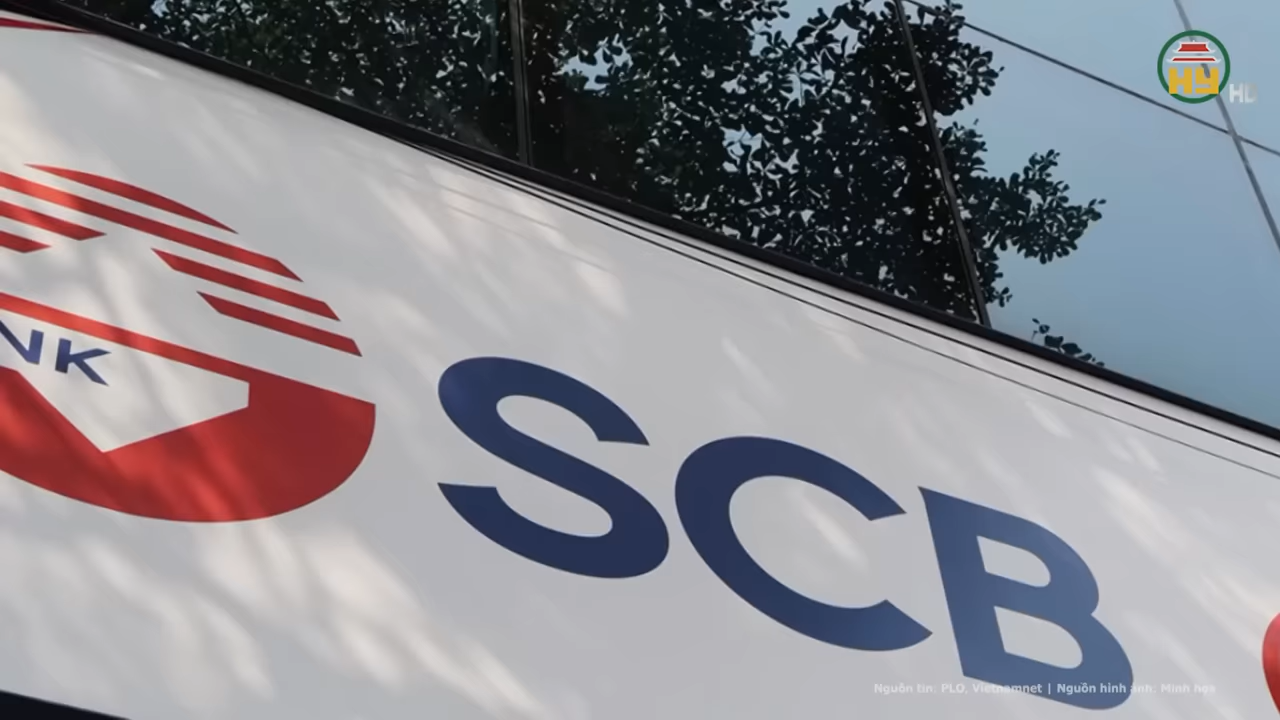 HY HD
NK
SCB
Nguồn tin: PLO, Vietnamnet | Nguồn hình ảnh: Minh họa